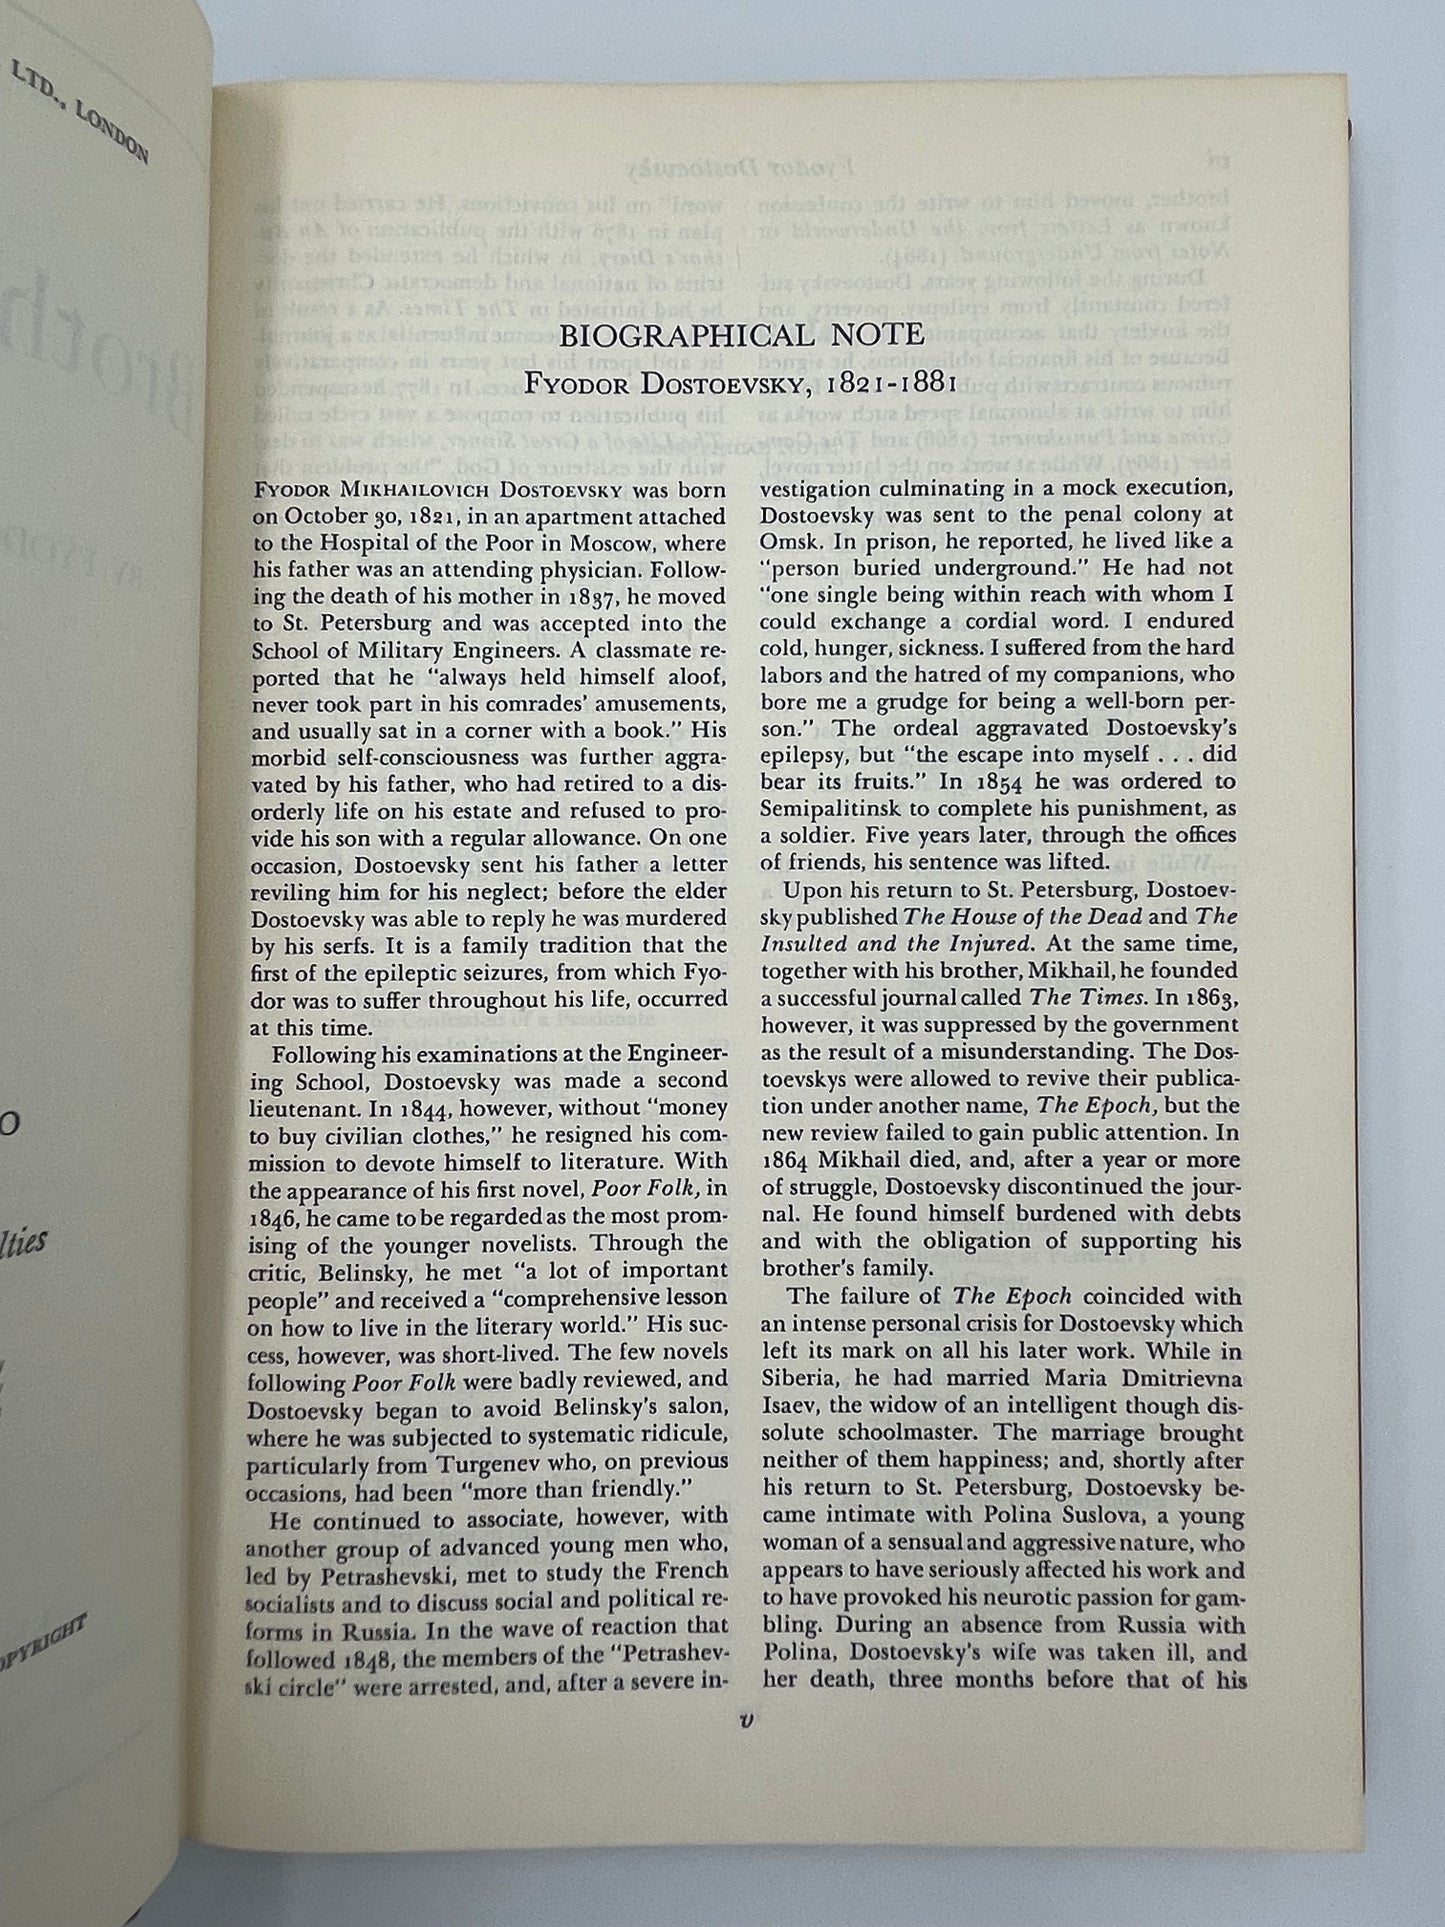 LTD., LONDON
BIOGRAPHICAL NOTE
FYODOR DOSTOEVSKY, 1821-1881
FYODOR MIKHAILOVICH DOSTOEVSKY was born
on October 30, 1821, in an apartment attached
to the Hospital of the Poor in Moscow, where
his father was an attending physician. Follow-
ing the death of his mother in 1837, he moved
to St. Petersburg and was accepted into the
School of Military Engineers. A classmate re-
ported that he "always held himself aloof,
never took part in his comrades' amusements,
and usually sat in a corner with a book." His
morbid self-consciousness was further aggra-
vated by his father, who had retired to a dis-
orderly life on his estate and refused to pro-
vide his son with a regular allowance. On one
occasion, Dostoevsky sent his father a letter
reviling him for his neglect; before the elder
Dostoevsky was able to reply he was murdered
by his serfs. It is a family tradition that the
first of the epileptic seizures, from which Fyo-
dor was to suffer throughout his life, occurred
at this time.
Following his examinations at the Engineer-
ing School, Dostoevsky was made a second
lieutenant. In 1844, however, without "money
to buy civilian clothes," he resigned his com-
mission to devote himself to literature. With
the appearance of his first novel, Poor Folk, in
1846, he came to be regarded as the most prom-
ising of the younger novelists. Through the
critic, Belinsky, he met "a lot of important
people" and received a "comprehensive lesson
on how to live in the literary world." His suc-
cess, however, was short-lived. The few novels
following Poor Folk were badly reviewed, and
Dostoevsky began to avoid Belinsky's salon,
where he was subjected to systematic ridicule,
particularly from Turgenev who, on previous
occasions, had been "more than friendly."
He continued to associate, however, with
another group of advanced young men who,
led by Petrashevski, met to study the French
socialists and to discuss social and political re-
forms in Russia. In the wave of reaction that
followed 1848, the members of the "Petrashev-
ski circle" were arrested, and, after a severe in-
vestigation culminating in a mock execution,
Dostoevsky was sent to the penal colony at
Omsk. In prison, he reported, he lived like a
"person buried underground." He had not
"one single being within reach with whom I
could exchange a cordial word. I endured
cold, hunger, sickness. I suffered from the hard
labors and the hatred of my companions, who
bore me a grudge for being a well-born per-
son." The ordeal aggravated Dostoevsky's
epilepsy, but "the escape into myself . . . did
bear its fruits." In 1854 he was ordered to
Semipalitinsk to complete his punishment, as
a soldier. Five years later, through the offices
of friends, his sentence was lifted.
Upon his return to St. Petersburg, Dostoev-
sky published The House of the Dead and The
Insulted and the Injured. At the same time,
together with his brother, Mikhail, he founded
a successful journal called The Times. In 1863,
however, it was suppressed by the government
as the result of a misunderstanding. The Dos-
toevskys were allowed to revive their publica-
tion under another name, The Epoch, but the
new review failed to gain public attention. In
1864 Mikhail died, and, after a year or more
of struggle, Dostoevsky discontinued the jour-
nal. He found himself burdened with debts
and with the obligation of supporting his
brother's family.
The failure of The Epoch coincided with
an intense personal crisis for Dostoevsky which
left its mark on all his later work. While in
Siberia, he had married Maria Dmitrievna
Isaev, the widow of an intelligent though dis-
solute schoolmaster. The marriage brought
neither of them happiness; and, shortly after
his return to St. Petersburg, Dostoevsky be-
came intimate with Polina Suslova, a young
woman of a sensual and aggressive nature, who
appears to have seriously affected his work and
to have provoked his neurotic passion for gam-
bling. During an absence from Russia with
Polina, Dostoevsky's wife was taken ill, and
her death, three months before that of his
v